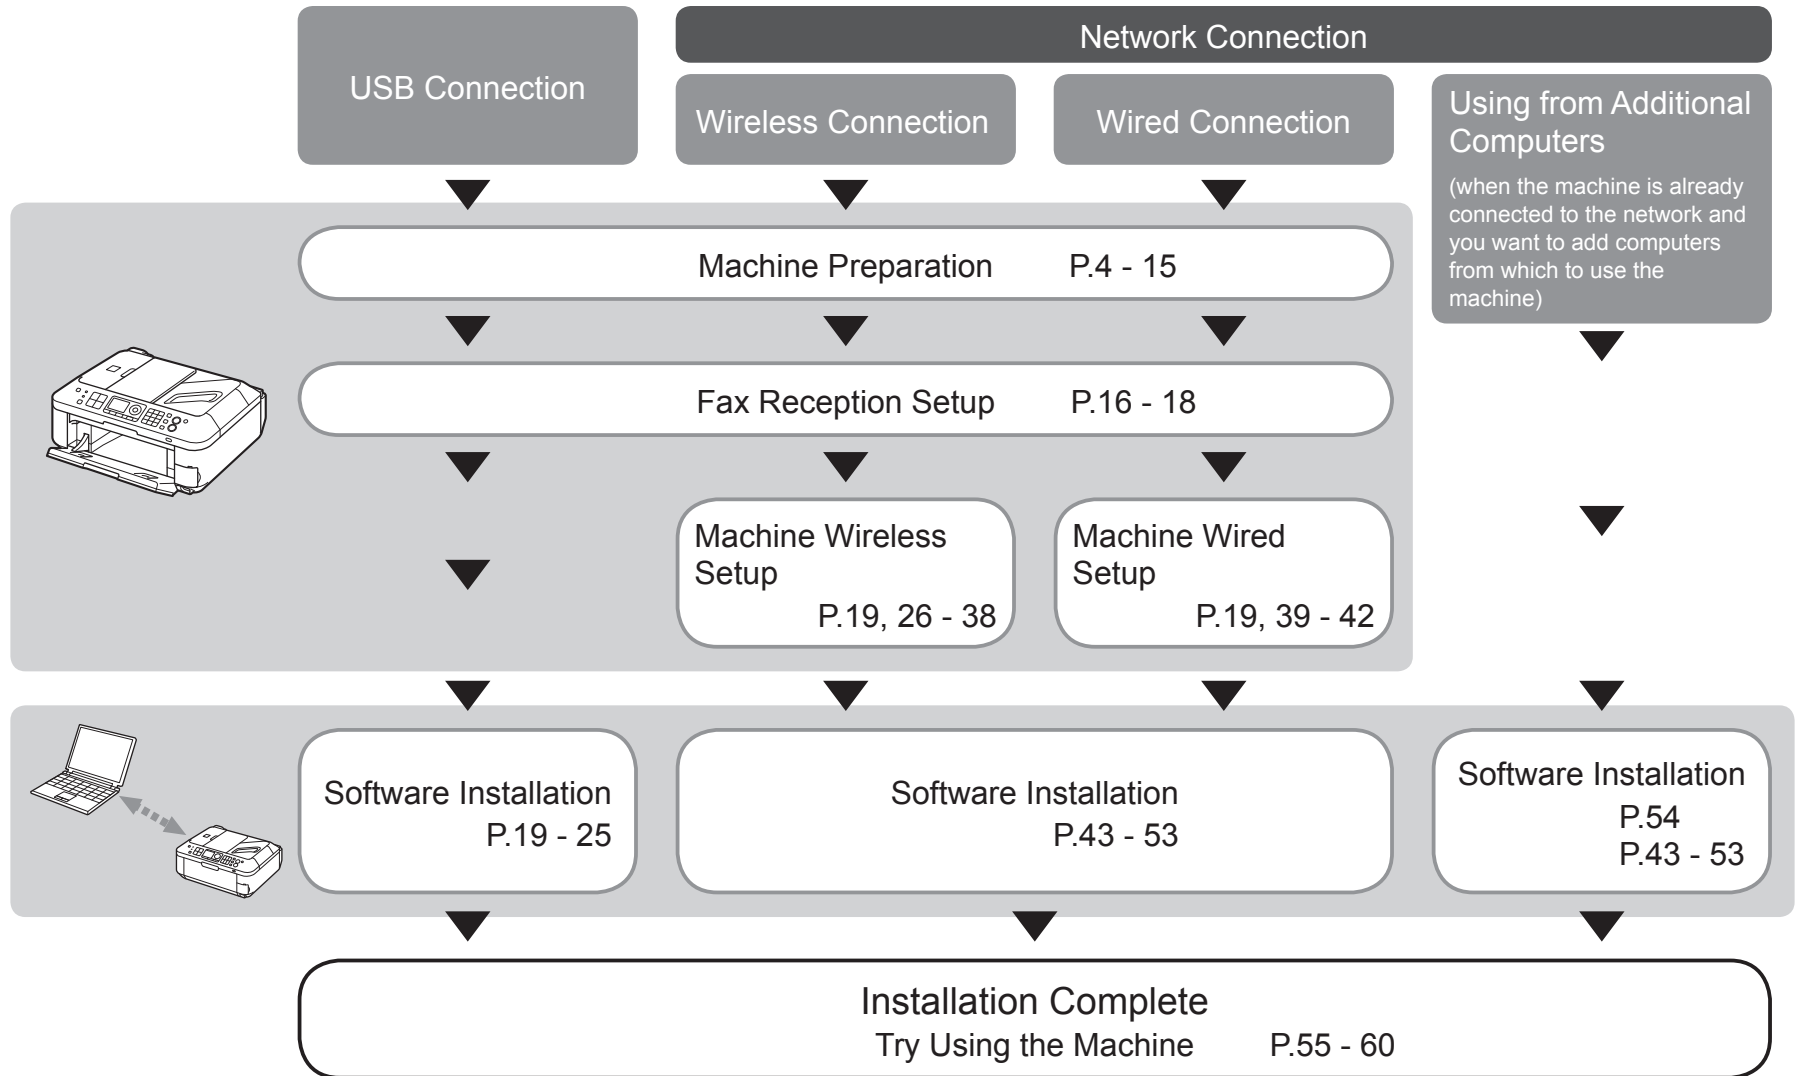 USB Connection
Network Connection
Wireless Connection
Wired Connection
Using from Additional
Computers
(when the machine is already
connected to the network and
you want to add computers
from which to use the
machine)
Machine Preparation P.4 - 15
Fax Reception Setup P.16 - 18
Machine Wireless
Setup
P.19, 26 - 38
Machine Wired
Setup
P.19, 39 - 42
Software Installation
P.19 - 25
Software Installation
P.43 - 53
Software Installation
P.54
P.43 - 53
Installation Complete
Try Using the Machine P.55 - 60